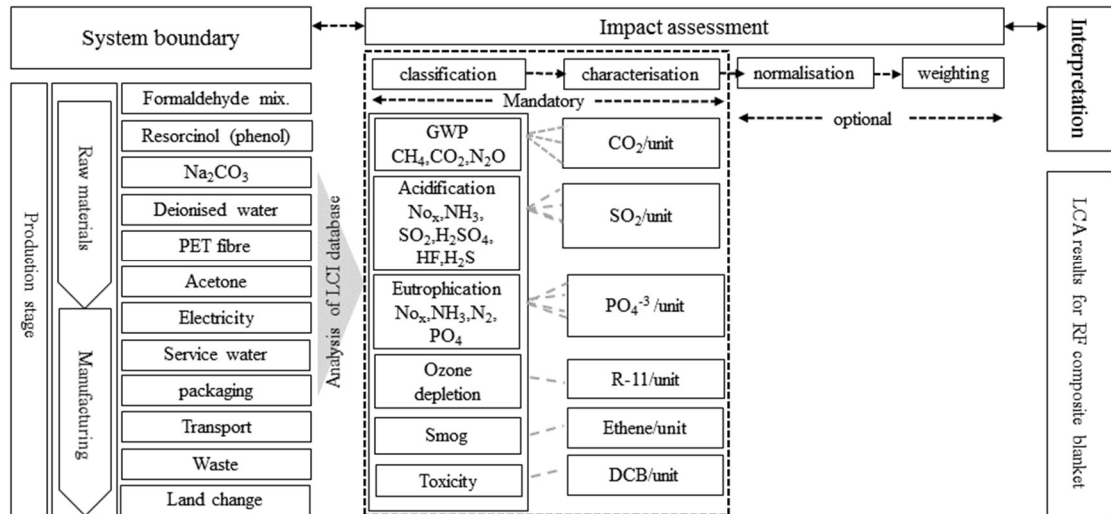 System boundary
Impact assessment
Interpretation
classification
characterisation
normalisation
weighting
Mandatory
optional
Production stage
Raw materials
Manufacturing
Formaldehyde mix.
Resorcinol (phenol)
Na₂CO₃
Deionised water
PET fibre
Acetone
Electricity
Service water
packaging
Transport
Waste
Land change
Analysis of LCI database
GWP
CH₄,CO₂,N₂O
CO₂/unit
Acidification
Noₓ,NH₃,
SO₂,H₂SO₄,
HF,H₂S
SO₂/unit
Eutrophication
Noₓ,NH₃,N₂,
PO₄
PO₄⁻³ /unit
Ozone
depletion
R-11/unit
Smog
Ethene/unit
Toxicity
DCB/unit
LCA results for RF composite blanket